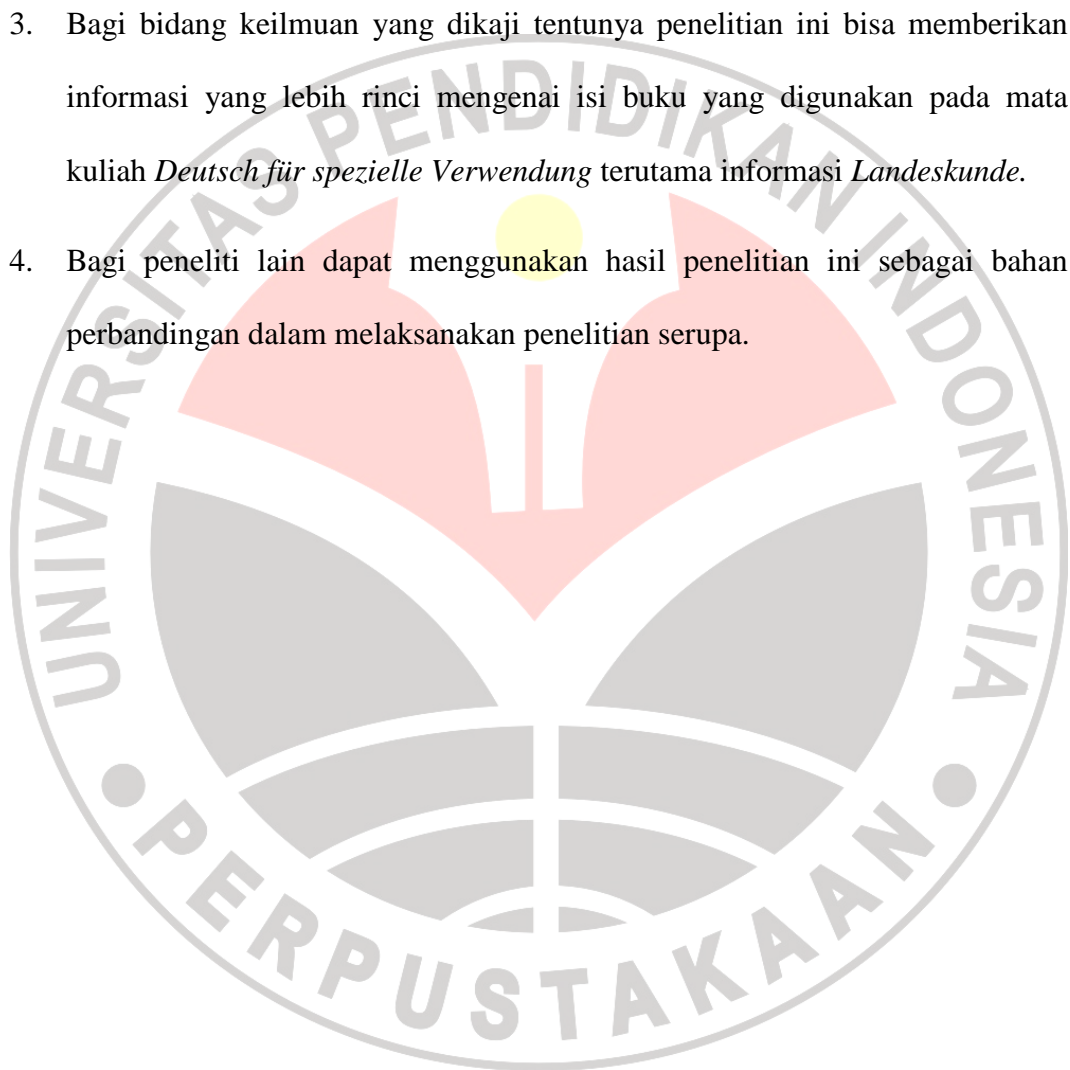 3. Bagi bidang keilmuan yang dikaji tentunya penelitian ini bisa memberikan
informasi yang lebih rinci mengenai isi buku yang digunakan pada mata
kuliah Deutsch für spezielle Verwendung terutama informasi Landeskunde.
4. Bagi peneliti lain dapat menggunakan hasil penelitian ini sebagai bahan
perbandingan dalam melaksanakan penelitian serupa.
UNIVERSITAS PENDIDIKAN INDONESIA
PERPUSTAKAAN